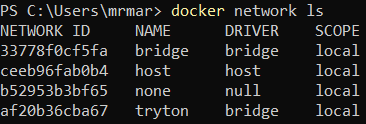 PS C:\Users\mrmar> docker network ls
NETWORK ID     NAME      DRIVER    SCOPE
33778f0cf5fa   bridge    bridge    local
ceeb96fab0b4   host      host      local
b52953b3bf65   none      null      local
af20b36cba67   tryton    bridge    local